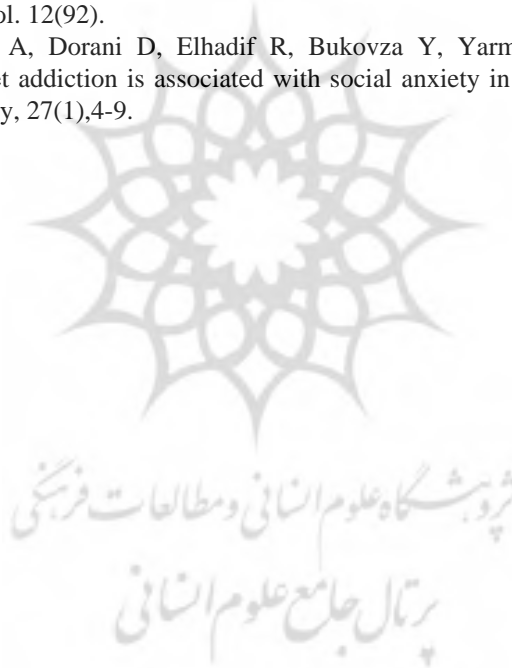 ol. 12(92).
A, Dorani D, Elhadif R, Bukovza Y, Yarm
et addiction is associated with social anxiety in
y, 27(1),4-9.
پژوهشگاه علوم انسانی و مطالعات فرهنگی
پرتال جامع علوم انسانی